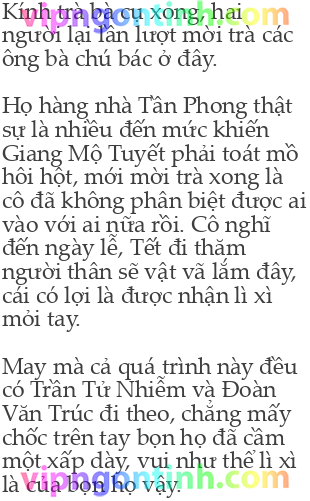 Kính trà bà cụ xong, hai
người lại lần lượt mời trà các
ông bà chú bác ở đây.
Họ hàng nhà Tần Phong thật
sự là nhiều đến mức khiến
Giang Mộ Tuyết phải toát mồ
hôi hột, mới mời trà xong là
cô đã không phân biệt được ai
vào với ai nữa rồi. Cô nghĩ
đến ngày lễ, Tết đi thăm
người thân sẽ vật vã lắm đây,
cái có lợi là được nhận lì xì
mỏi tay.
May mà cả quá trình này đều
có Trần Tử Nhiễm và Đoàn
Văn Trúc đi theo, chẳng mấy
chốc trên tay bọn họ đã cầm
một xấp dày, vui như thể lì xì
là của bọn họ vậy.
vipngontinh.com
vipngontinh.com